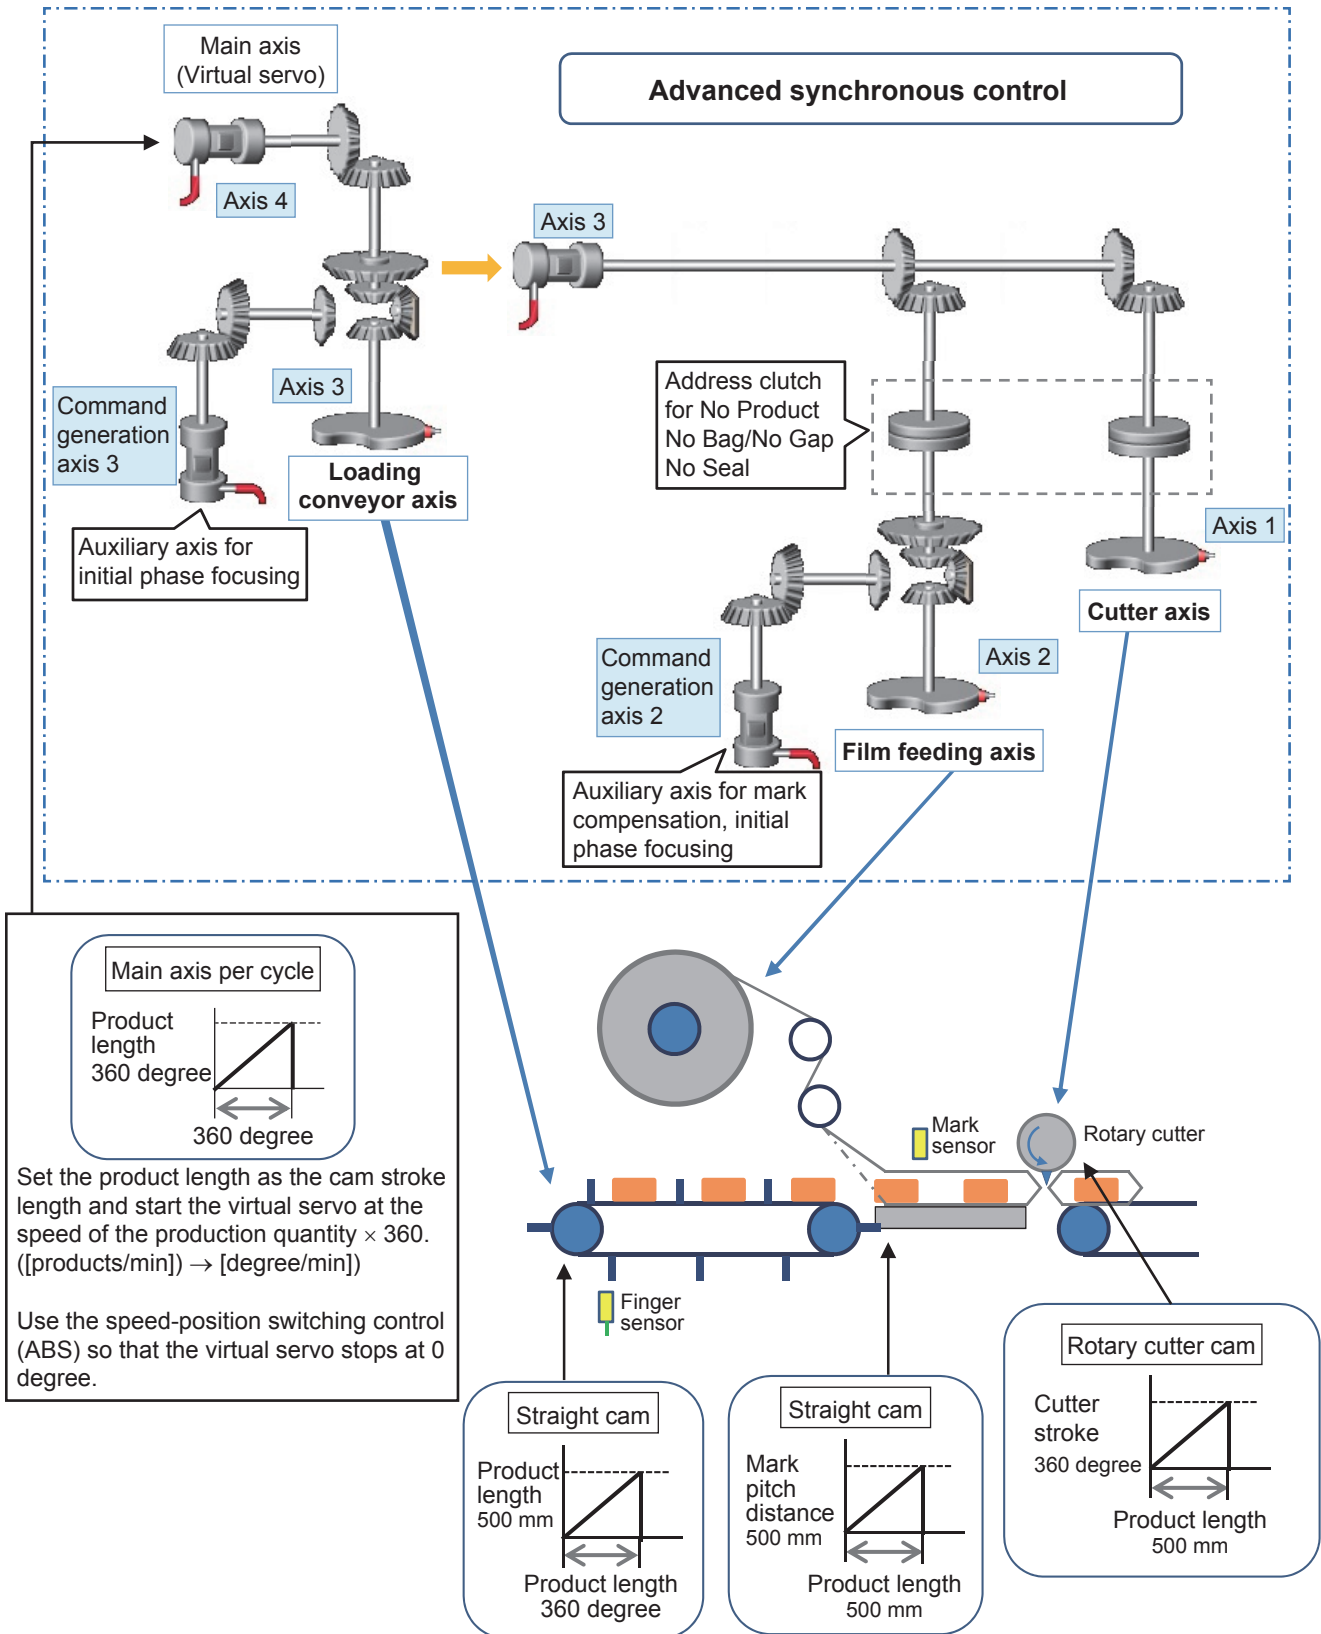 Main axis
(Virtual servo)
Advanced synchronous control
Axis 4
Axis 3
Axis 3
Command
generation
axis 3
Loading
conveyor axis
Auxiliary axis for
initial phase focusing
Address clutch
for No Product
No Bag/No Gap
No Seal
Axis 1
Cutter axis
Command
generation
axis 2
Axis 2
Film feeding axis
Auxiliary axis for mark
compensation, initial
phase focusing
Main axis per cycle
Product
length
360 degree
360 degree
Set the product length as the cam stroke
length and start the virtual servo at the
speed of the production quantity × 360.
([products/min]) → [degree/min])
Use the speed-position switching control
(ABS) so that the virtual servo stops at 0
degree.
Mark
sensor
Rotary cutter
Finger
sensor
Straight cam
Product
length
500 mm
Product length
360 degree
Straight cam
Mark
pitch
distance
500 mm
Product length
500 mm
Rotary cutter cam
Cutter
stroke
360 degree
Product length
500 mm